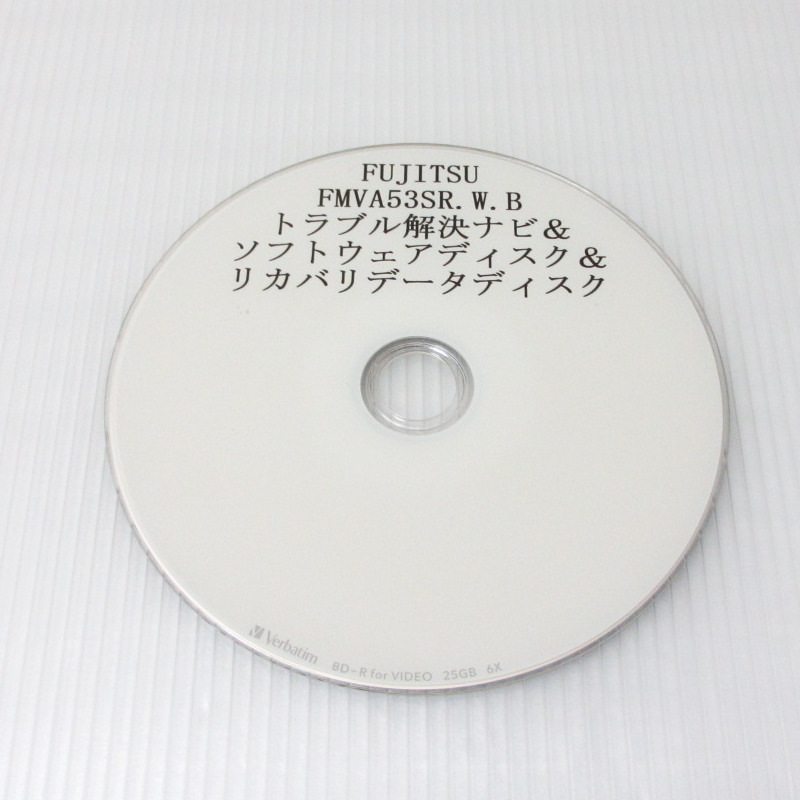 FUJITSU
FMVA53SR.W.B
トラブル解決ナビ&
ソフトウェアディスク&
リカバリデータディスク
Verbatim BD-R for VIDEO 25GB 6X